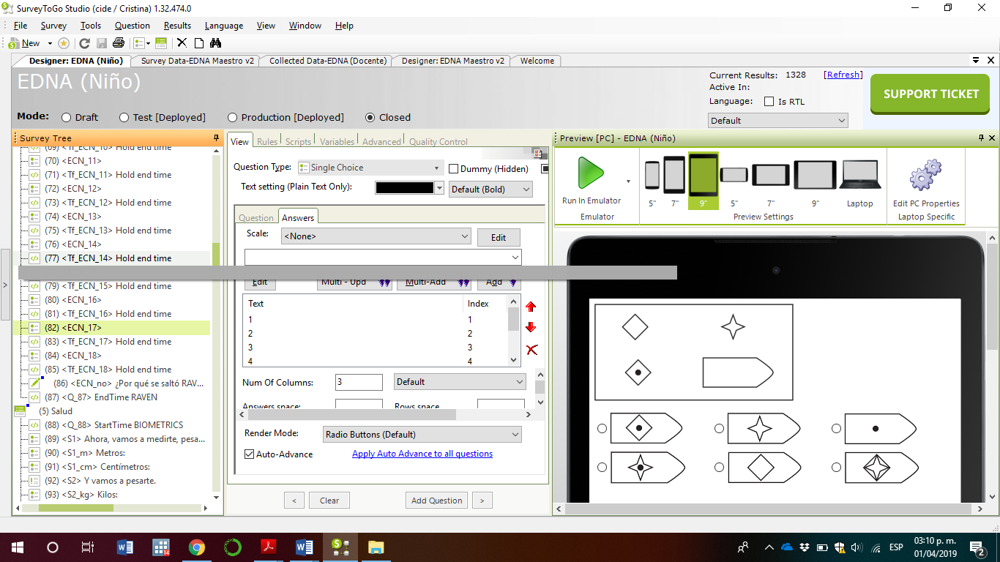 SurveyToGo Studio (cide / Cristina) 1.32.474.0
File Survey Tools Question Results Language View Window Help
New
Designer: EDNA (Niño) Survey Data-EDNA Maestro v2 Collected Data-EDNA (Docente) Designer: EDNA Maestro v2 Welcome
EDNA (Niño)
Current Results: 1328 [Refresh]
Active In:
Language: Is RTL
Default
SUPPORT TICKET
Mode: Draft Test [Deployed] Production [Deployed] Closed
Survey Tree
(69) <Tf_ECN_10> Hold end time
(70) <ECN_11>
(71) <Tf_ECN_11> Hold end time
(72) <ECN_12>
(73) <Tf_ECN_12> Hold end time
(74) <ECN_13>
(75) <Tf_ECN_13> Hold end time
(76) <ECN_14>
(77) <Tf_ECN_14> Hold end time
(79) <Tf_ECN_15> Hold end time
(80) <ECN_16>
(81) <Tf_ECN_16> Hold end time
(82) <ECN_17>
(83) <Tf_ECN_17> Hold end time
(84) <ECN_18>
(85) <Tf_ECN_18> Hold end time
(86) <ECN_no> ¿Por qué se saltó RAV...
(87) <Q_87> EndTime RAVEN
(5) Salud
(88) <Q_88> StartTime BIOMETRICS
(89) <S1> Ahora, vamos a medirte, pesa...
(90) <S1_m> Metros:
(91) <S1_cm> Centímetros:
(92) <S2> Y vamos a pesarte.
(93) <S2_kg> Kilos:
View Rules Scripts Variables Advanced Quality Control
Question Type: Single Choice Dummy (Hidden)
Text setting (Plain Text Only): Default (Bold)
Question Answers
Scale: <None> Edit
Edit Multi - Upd Multi-Add Add
Text Index
1 1
2 2
3 3
4 4
Num Of Columns: 3 Default
Answers space: Rows space
Render Mode: Radio Buttons (Default)
Auto-Advance Apply Auto Advance to all questions
< Clear Add Question >
Preview [PC] - EDNA (Niño)
Run In Emulator
Emulator
5" 7" 9" 5" 7" 9" Laptop
Preview Settings
Edit PC Properties
Laptop Specific
14
ESP
03:10 p. m.
01/04/2019
2